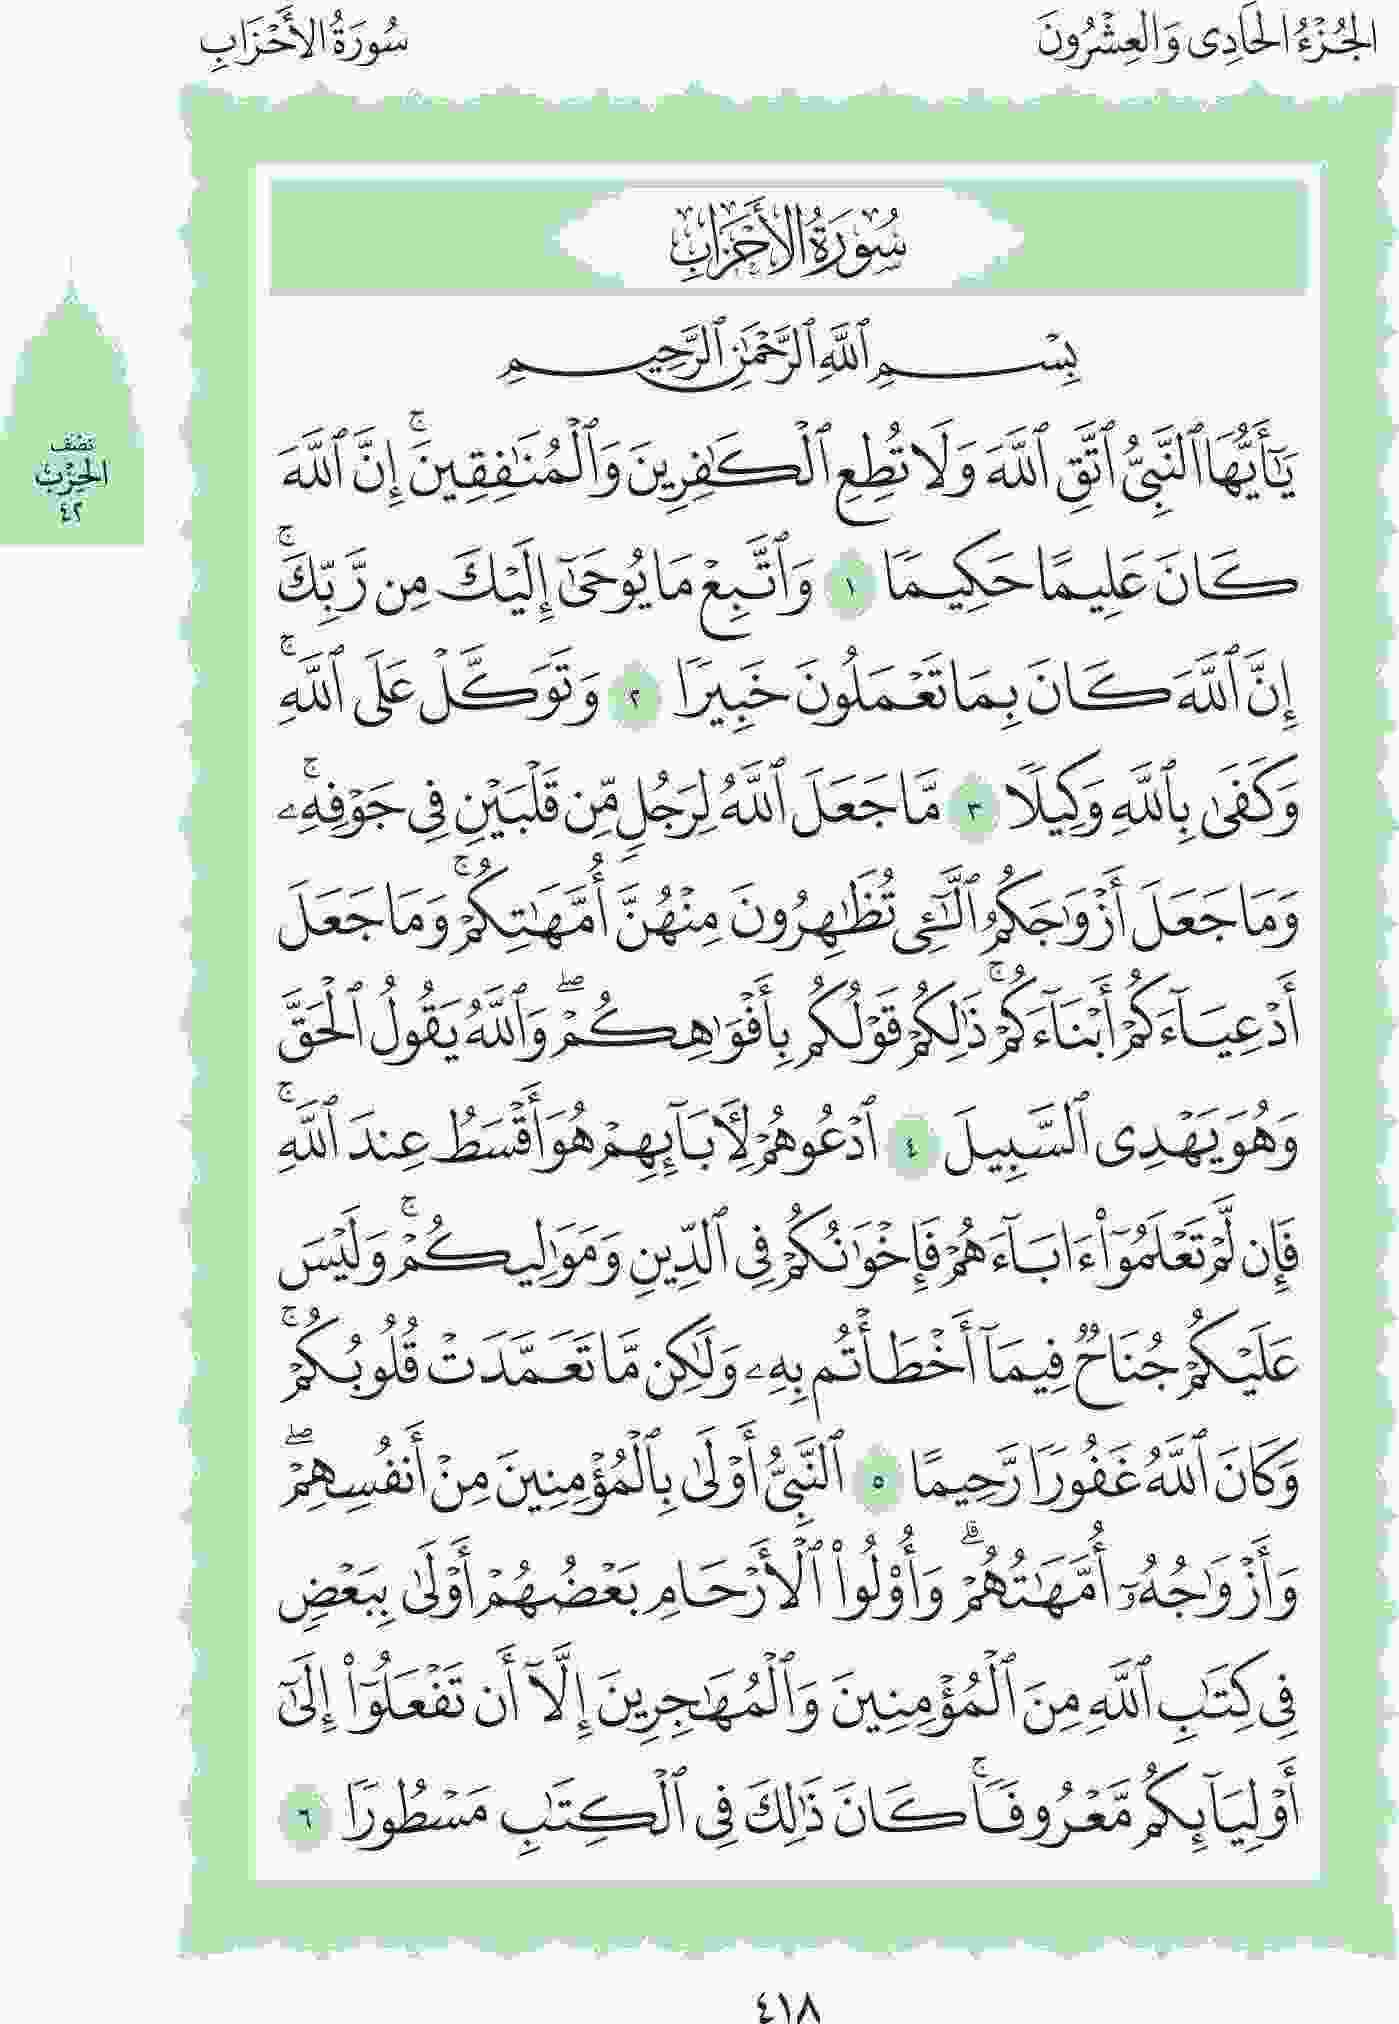 الجُزْءُ الحَادِى وَالعِشْرُونَ
سُورَةُ الأَحْزَابِ
سُورَةُ الأَحْزَابِ
بِسْمِ ٱللَّهِ ٱلرَّحْمَٰنِ ٱلرَّحِيمِ
يَٰٓأَيُّهَا ٱلنَّبِىُّ ٱتَّقِ ٱللَّهَ وَلَا تُطِعِ ٱلْكَٰفِرِينَ وَٱلْمُنَٰفِقِينَۚ إِنَّ ٱللَّهَ
كَانَ عَلِيمًا حَكِيمًا ١ وَٱتَّبِعْ مَا يُوحَىٰٓ إِلَيْكَ مِن رَّبِّكَۚ
إِنَّ ٱللَّهَ كَانَ بِمَا تَعْمَلُونَ خَبِيرًا ٢ وَتَوَكَّلْ عَلَى ٱللَّهِۚ
وَكَفَىٰ بِٱللَّهِ وَكِيلًا ٣ مَّا جَعَلَ ٱللَّهُ لِرَجُلٍ مِّن قَلْبَيْنِ فِى جَوْفِهِۦۚ
وَمَا جَعَلَ أَزْوَٰجَكُمُ ٱلَّٰٓـِٔى تُظَٰهِرُونَ مِنْهُنَّ أُمَّهَٰتِكُمْۚ وَمَا جَعَلَ
أَدْعِيَآءَكُمْ أَبْنَآءَكُمْۚ ذَٰلِكُمْ قَوْلُكُم بِأَفْوَٰهِكُمْۖ وَٱللَّهُ يَقُولُ ٱلْحَقَّ
وَهُوَ يَهْدِى ٱلسَّبِيلَ ٤ ٱدْعُوهُمْ لِأٓبَآئِهِمْ هُوَ أَقْسَطُ عِندَ ٱللَّهِۚ
فَإِن لَّمْ تَعْلَمُوٓا۟ ءَابَآءَهُمْ فَإِخْوَٰنُكُمْ فِى ٱلدِّينِ وَمَوَٰلِيكُمْۚ وَلَيْسَ
عَلَيْكُمْ جُنَاحٌ فِيمَآ أَخْطَأْتُم بِهِۦ وَلَٰكِن مَّا تَعَمَّدَتْ قُلُوبُكُمْۚ
وَكَانَ ٱللَّهُ غَفُورًا رَّحِيمًا ٥ ٱلنَّبِىُّ أَوْلَىٰ بِٱلْمُؤْمِنِينَ مِنْ أَنفُسِهِمْۖ
وَأَزْوَٰجُهُۥٓ أُمَّهَٰتُهُمْۗ وَأُو۟لُوا۟ ٱلْأَرْحَامِ بَعْضُهُمْ أَوْلَىٰ بِبَعْضٍ
فِى كِتَٰبِ ٱللَّهِ مِنَ ٱلْمُؤْمِنِينَ وَٱلْمُهَٰجِرِينَ إِلَّآ أَن تَفْعَلُوٓا۟ إِلَىٰٓ
أَوْلِيَآئِكُم مَّعْرُوفًاۚ كَانَ ذَٰلِكَ فِى ٱلْكِتَٰبِ مَسْطُورًا ٦
نِصْف
الحِزْب
٤٢
٤١٨